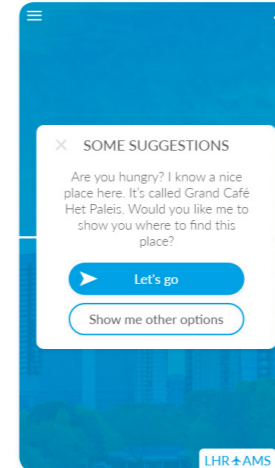 SOME SUGGESTIONS
Are you hungry? I know a nice
place here. It's called Grand Café
Het Paleis. Would you like me to
show you where to find this
place?
Let's go
Show me other options
LHR AMS